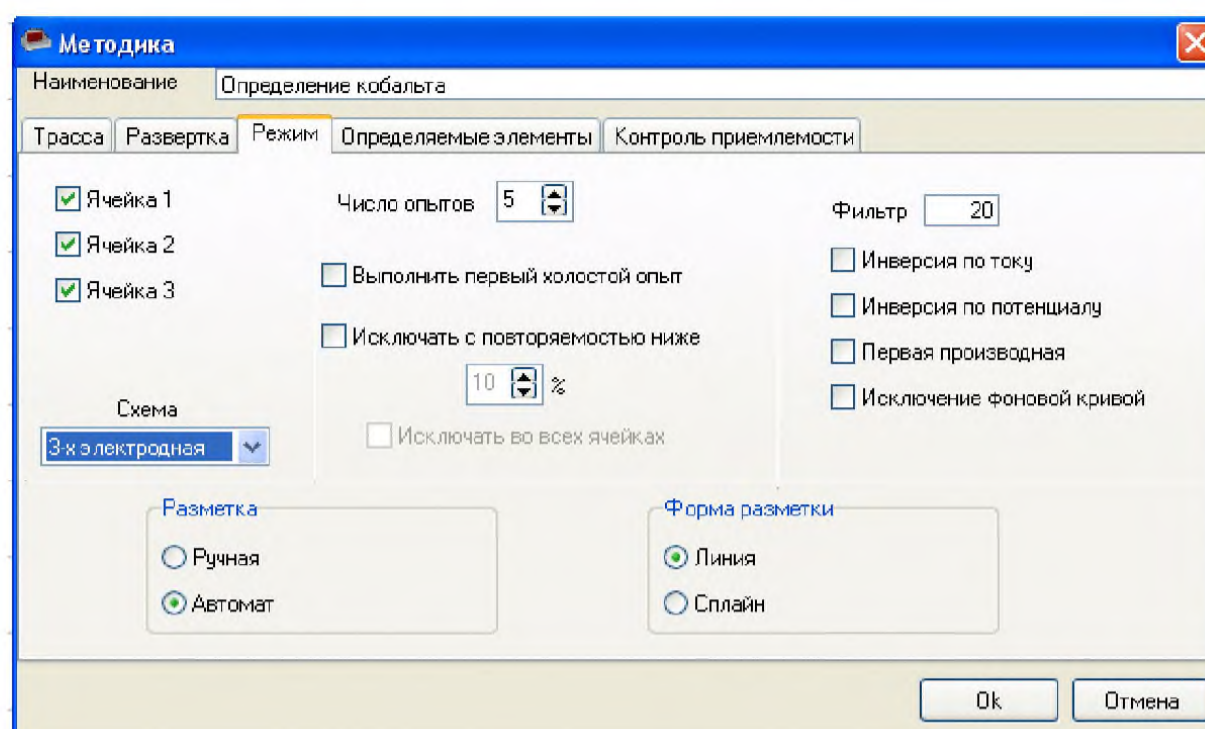 Методика
Наименование Определение кобальта
Трасса Развертка Режим Определяемые элементы Контроль приемлемости
Ячейка 1
Ячейка 2
Ячейка 3
Схема
3-х электродная
Число опытов 5
Выполнить первый холостой опыт
Исключать с повторяемостью ниже
10 %
Исключать во всех ячейках
Фильтр 20
Инверсия по току
Инверсия по потенциалу
Первая производная
Исключение фоновой кривой
Разметка
Ручная
Автомат
Форма разметки
Линия
Сплайн
Ok Отмена